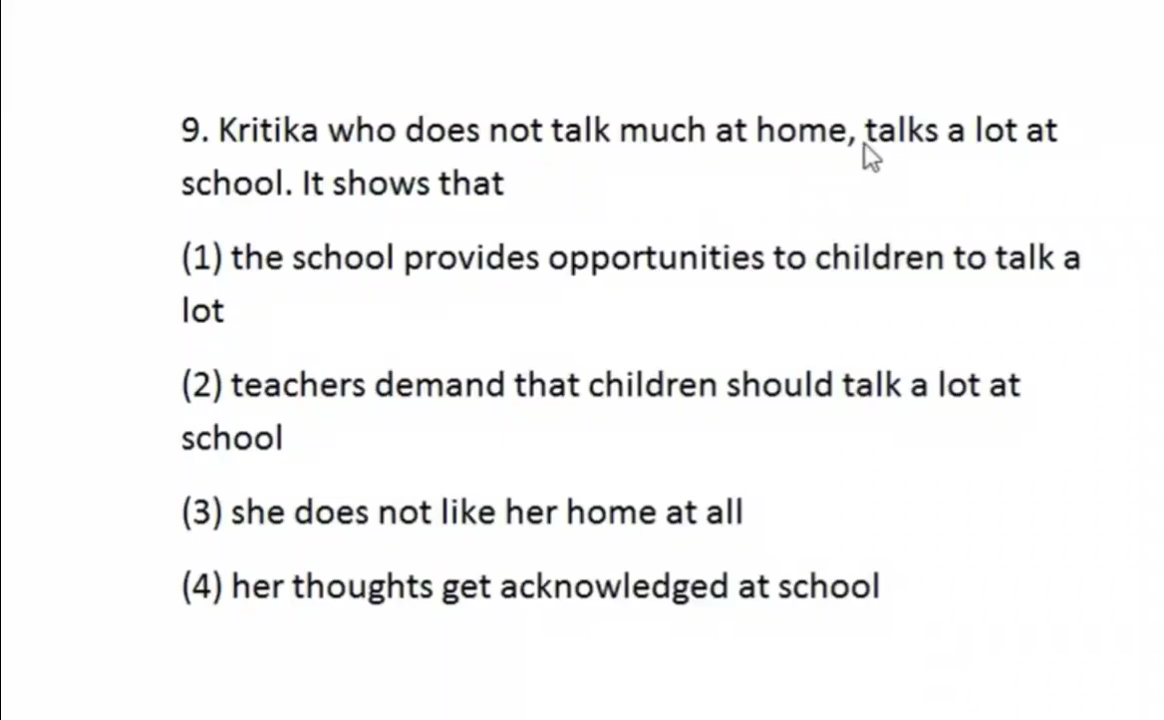 9. Kritika who does not talk much at home, talks a lot at
school. It shows that
(1) the school provides opportunities to children to talk a
lot
(2) teachers demand that children should talk a lot at
school
(3) she does not like her home at all
(4) her thoughts get acknowledged at school